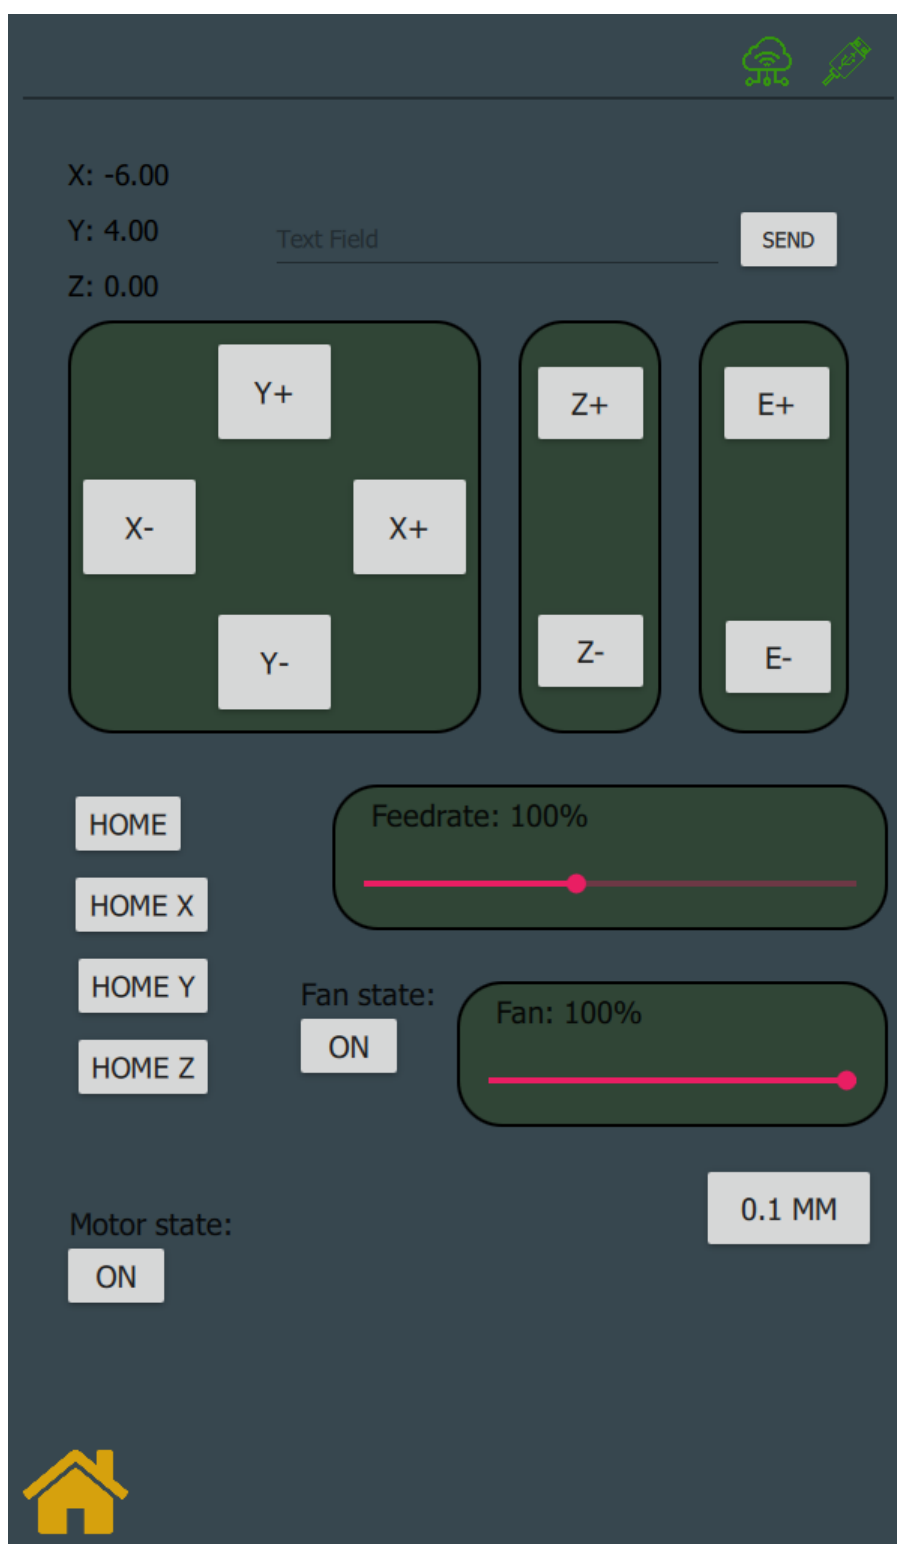 X: -6.00
Y: 4.00
Text Field
SEND
Z: 0.00
Y+
Z+
E+
X-
X+
Y-
Z-
E-
HOME
Feedrate: 100%
HOME X
HOME Y
Fan state:
Fan: 100%
ON
HOME Z
0.1 MM
Motor state:
ON